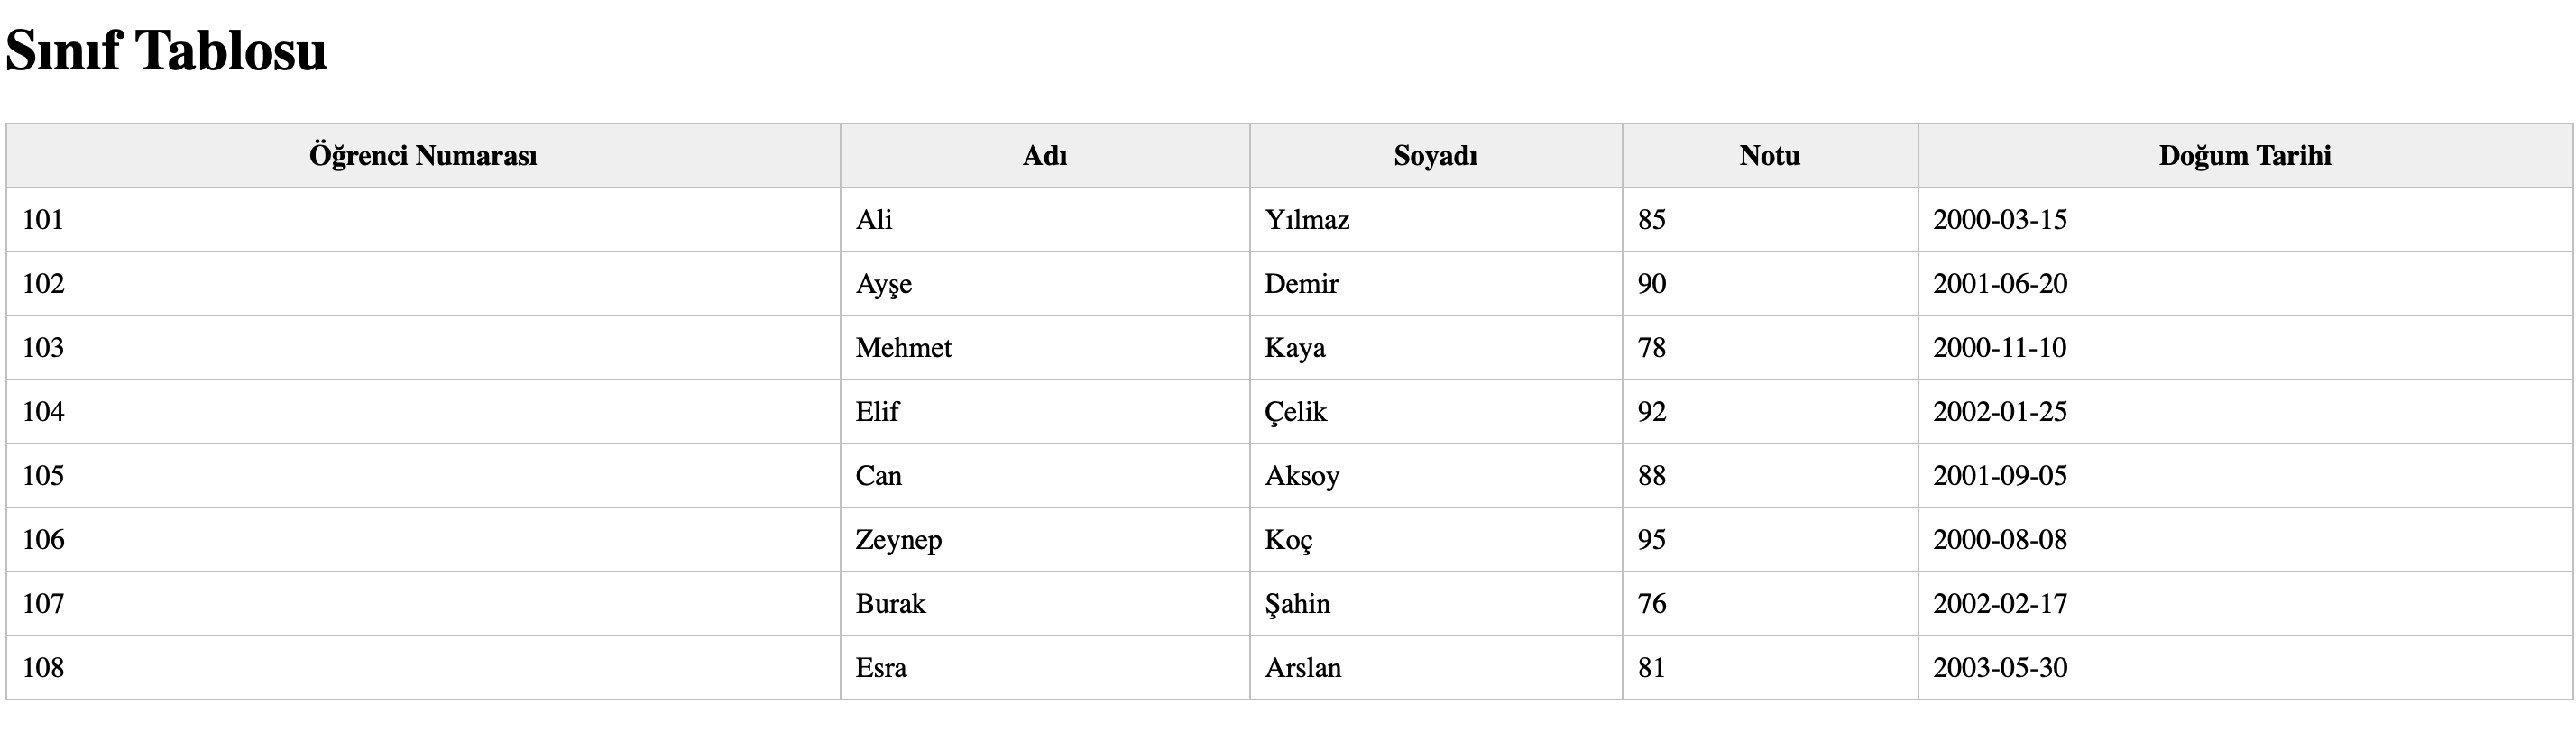 Sınıf Tablosu
Öğrenci Numarası Adı Soyadı Notu Doğum Tarihi
101 Ali Yılmaz 85 2000-03-15
102 Ayşe Demir 90 2001-06-20
103 Mehmet Kaya 78 2000-11-10
104 Elif Çelik 92 2002-01-25
105 Can Aksoy 88 2001-09-05
106 Zeynep Koç 95 2000-08-08
107 Burak Şahin 76 2002-02-17
108 Esra Arslan 81 2003-05-30